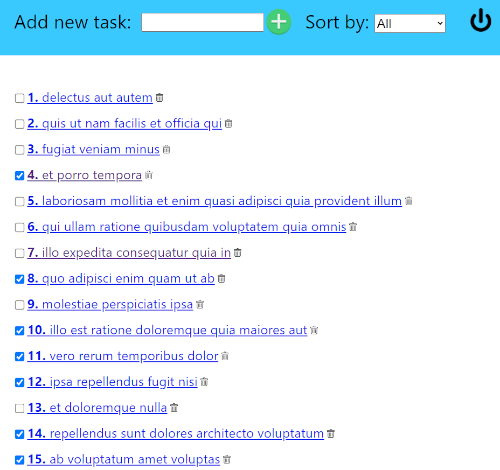 Add new task: Sort by: All
1. delectus aut autem
2. quis ut nam facilis et officia qui
3. fugiat veniam minus
4. et porro tempora
5. laboriosam mollitia et enim quasi adipisci quia provident illum
6. qui ullam ratione quibusdam voluptatem quia omnis
7. illo expedita consequatur quia in
8. quo adipisci enim quam ut ab
9. molestiae perspiciatis ipsa
10. illo est ratione doloremque quia maiores aut
11. vero rerum temporibus dolor
12. ipsa repellendus fugit nisi
13. et doloremque nulla
14. repellendus sunt dolores architecto voluptatum
15. ab voluptatum amet voluptas